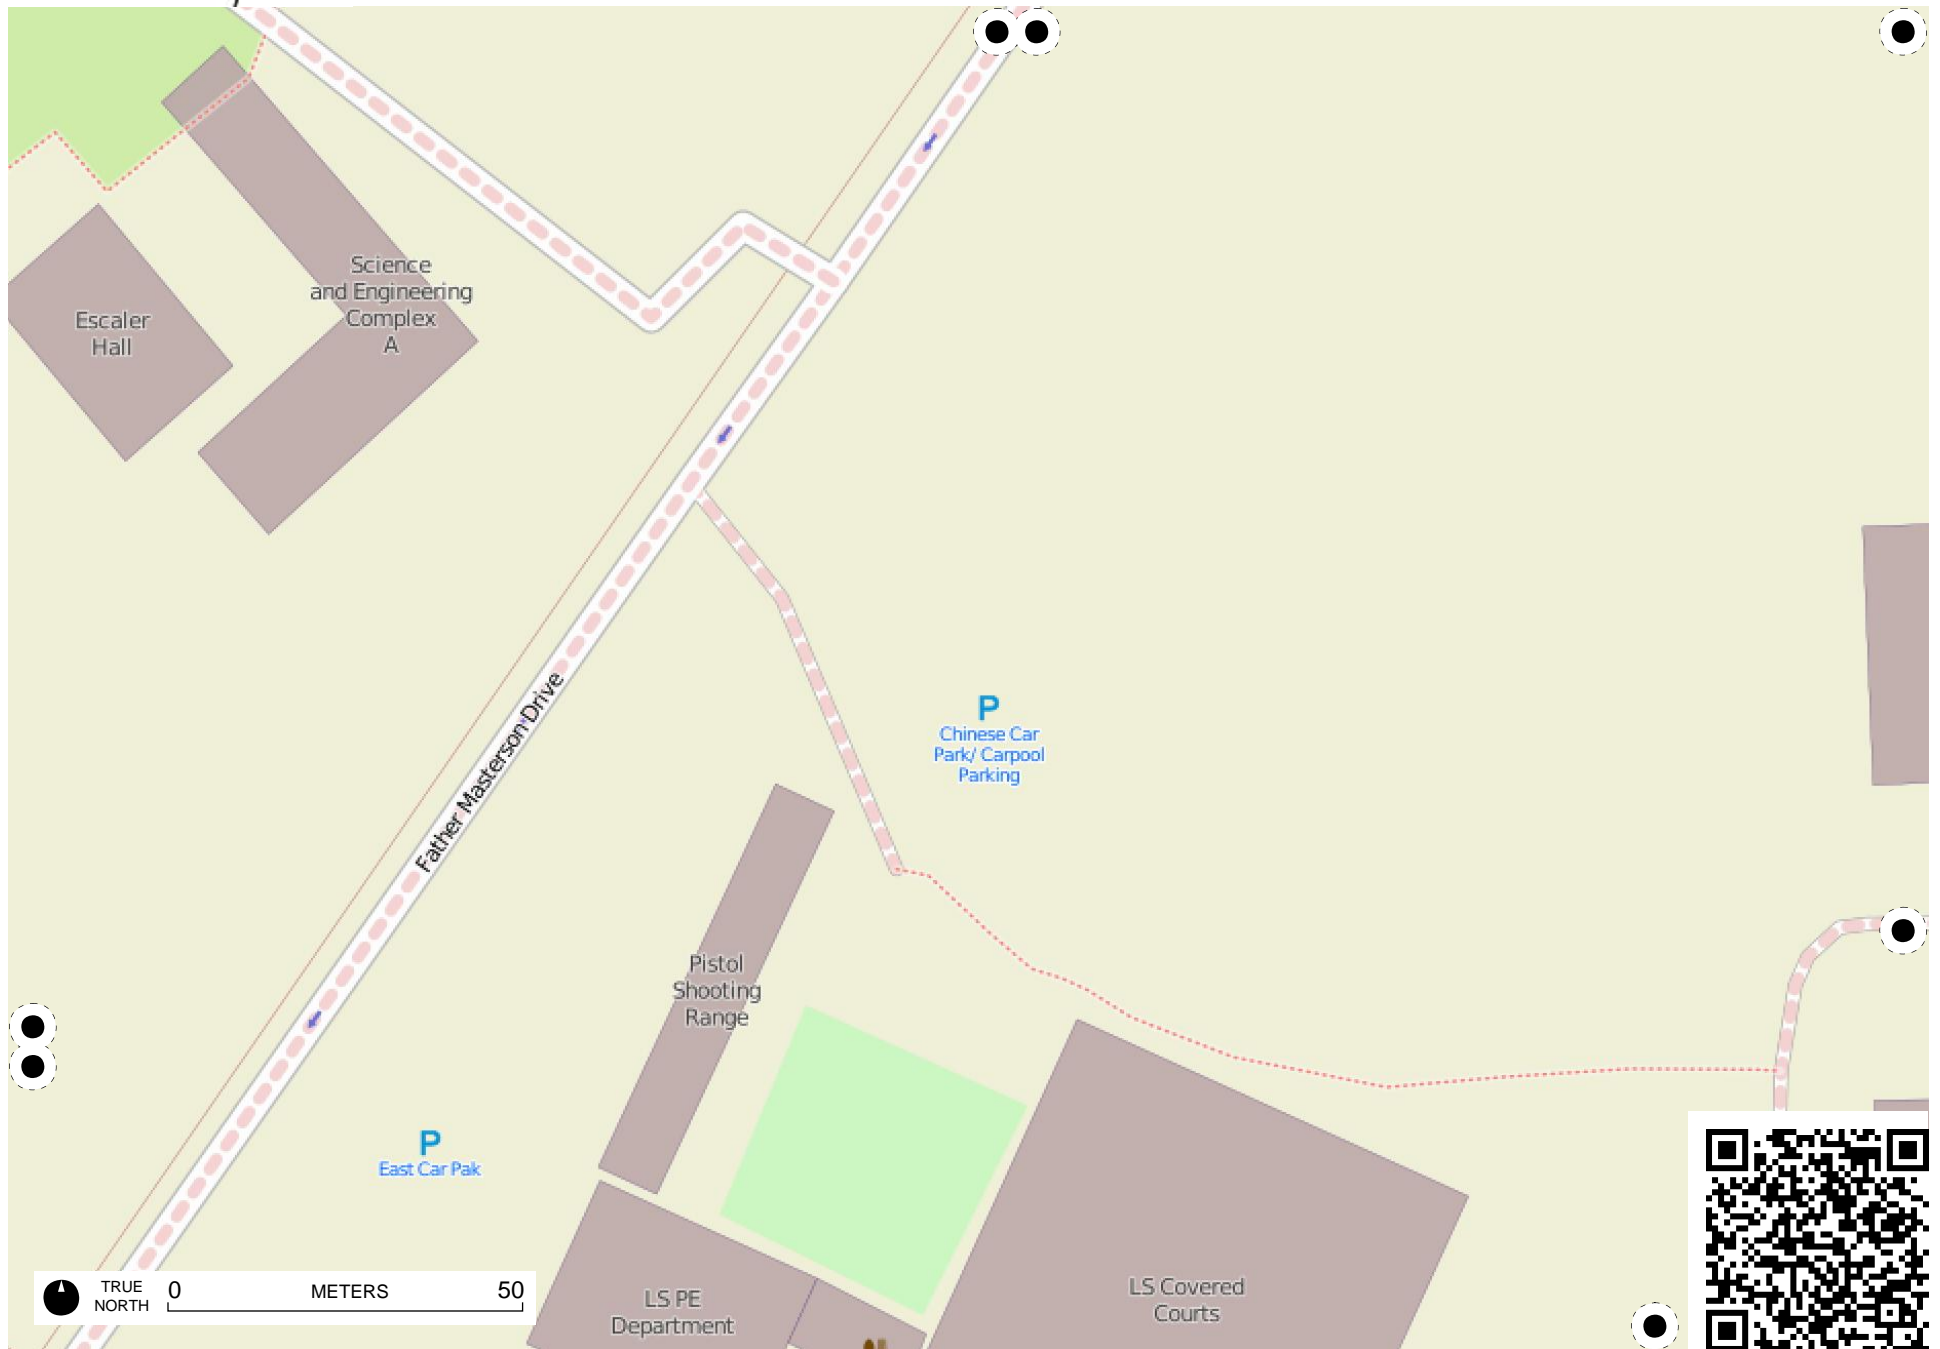 Science
and Engineering
Complex
A
Escaler
Hall
Father Masterson Drive
P
Chinese Car
Park/ Carpool
Parking
Pistol
Shooting
Range
P
East Car Pak
TRUE
NORTH
0 METERS 50
LS PE
Department
LS Covered
Courts